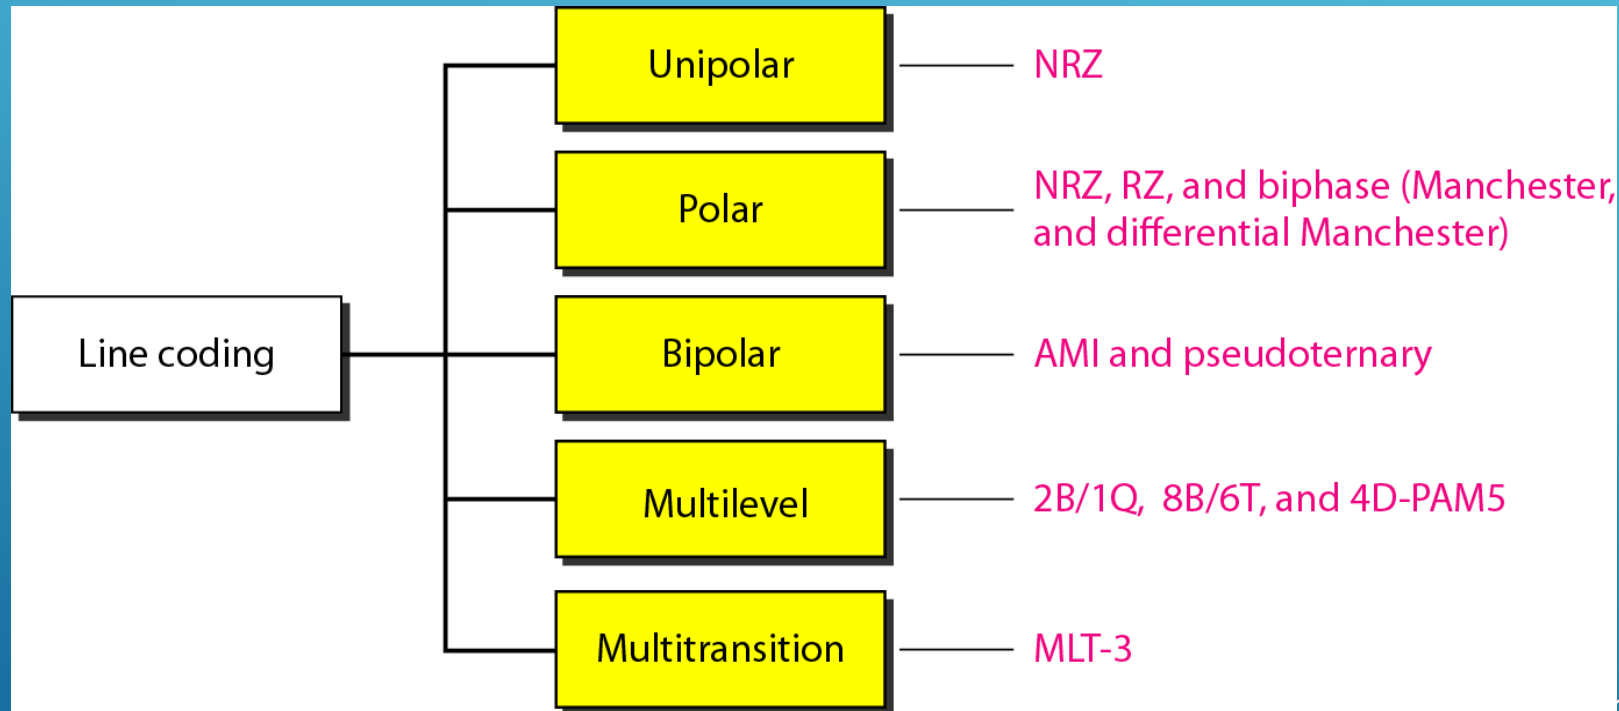 Unipolar
NRZ
Polar
NRZ, RZ, and biphase (Manchester,
and differential Manchester)
Line coding
Bipolar
AMI and pseudoternary
Multilevel
2B/1Q, 8B/6T, and 4D-PAM5
Multitransition
MLT-3